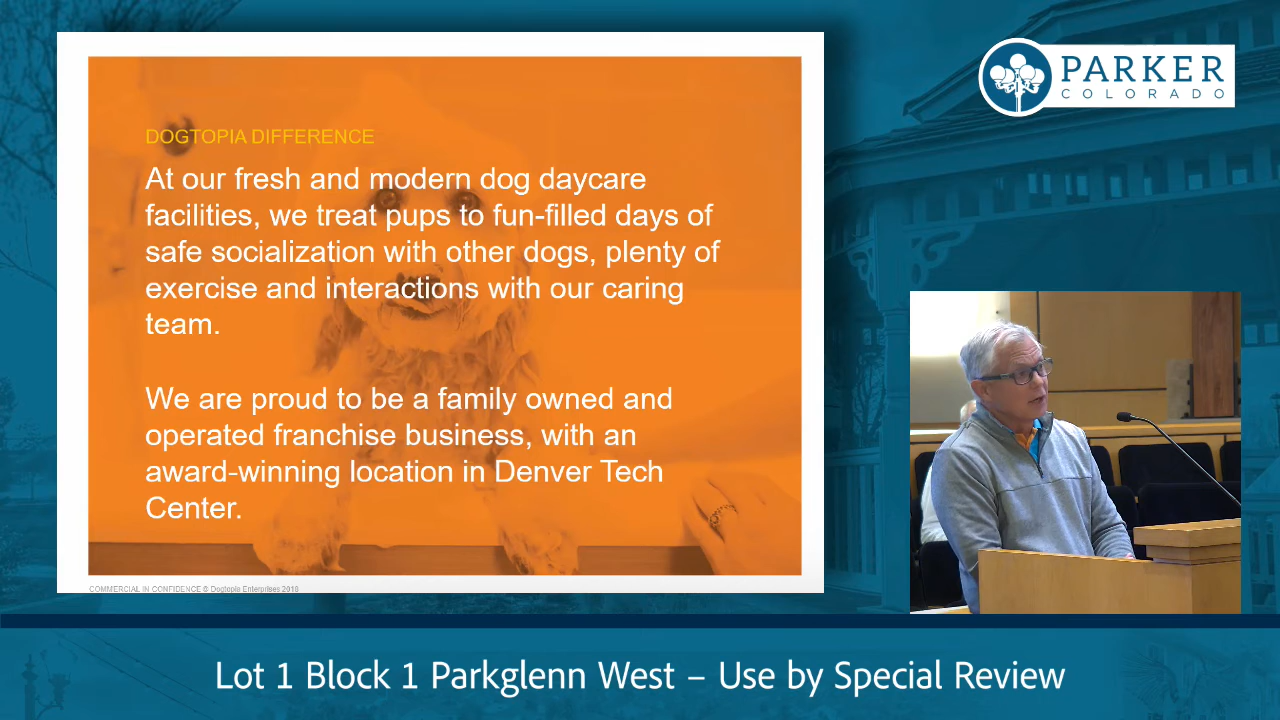 PARKER
COLORADO
DOGTOPIA DIFFERENCE
At our fresh and modern dog daycare
facilities, we treat pups to fun-filled days of
safe socialization with other dogs, plenty of
exercise and interactions with our caring
team.
We are proud to be a family owned and
operated franchise business, with an
award-winning location in Denver Tech
Center.
COMMERCIAL IN CONFIDENCE © Dogtopia Enterprises 2019
Lot 1 Block 1 Parkglenn West – Use by Special Review